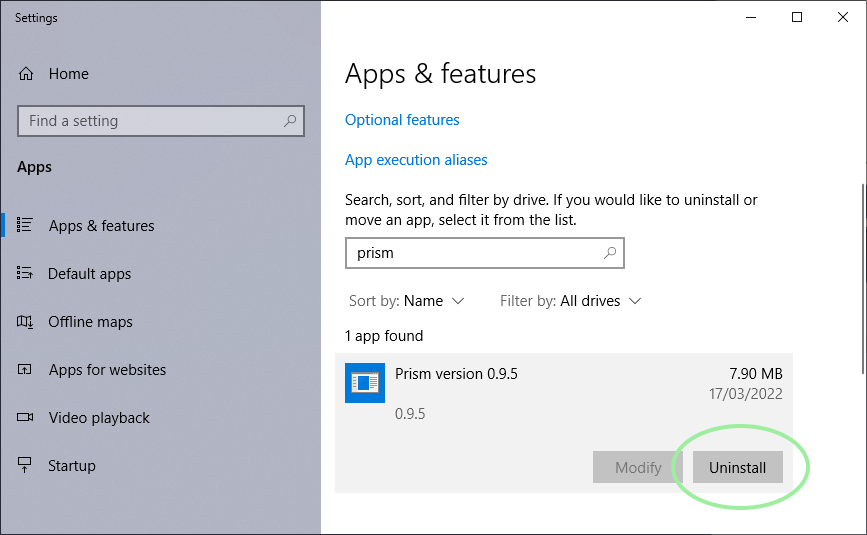 Settings
Home
Find a setting
Apps
Apps & features
Default apps
Offline maps
Apps for websites
Video playback
Startup
Apps & features
Optional features
App execution aliases
Search, sort, and filter by drive. If you would like to uninstall or
move an app, select it from the list.
prism
Sort by: Name Filter by: All drives
1 app found
Prism version 0.9.5 7.90 MB
17/03/2022
0.9.5
Modify Uninstall